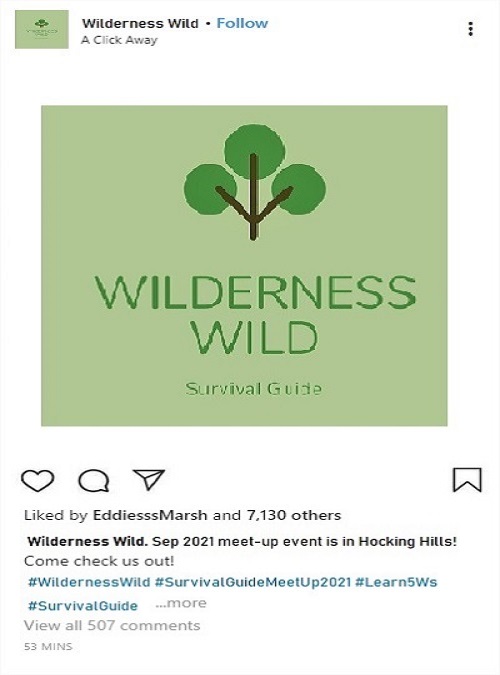 Wilderness Wild • Follow
A Click Away
WILDERNESS
WILD
Survival Guide
Liked by EddiesssMarsh and 7,130 others
Wilderness Wild. Sep 2021 meet-up event is in Hocking Hills!
Come check us out!
#WildernessWild #SurvivalGuideMeetUp2021 #Learn5Ws
#SurvivalGuide ...more
View all 507 comments
53 MINS